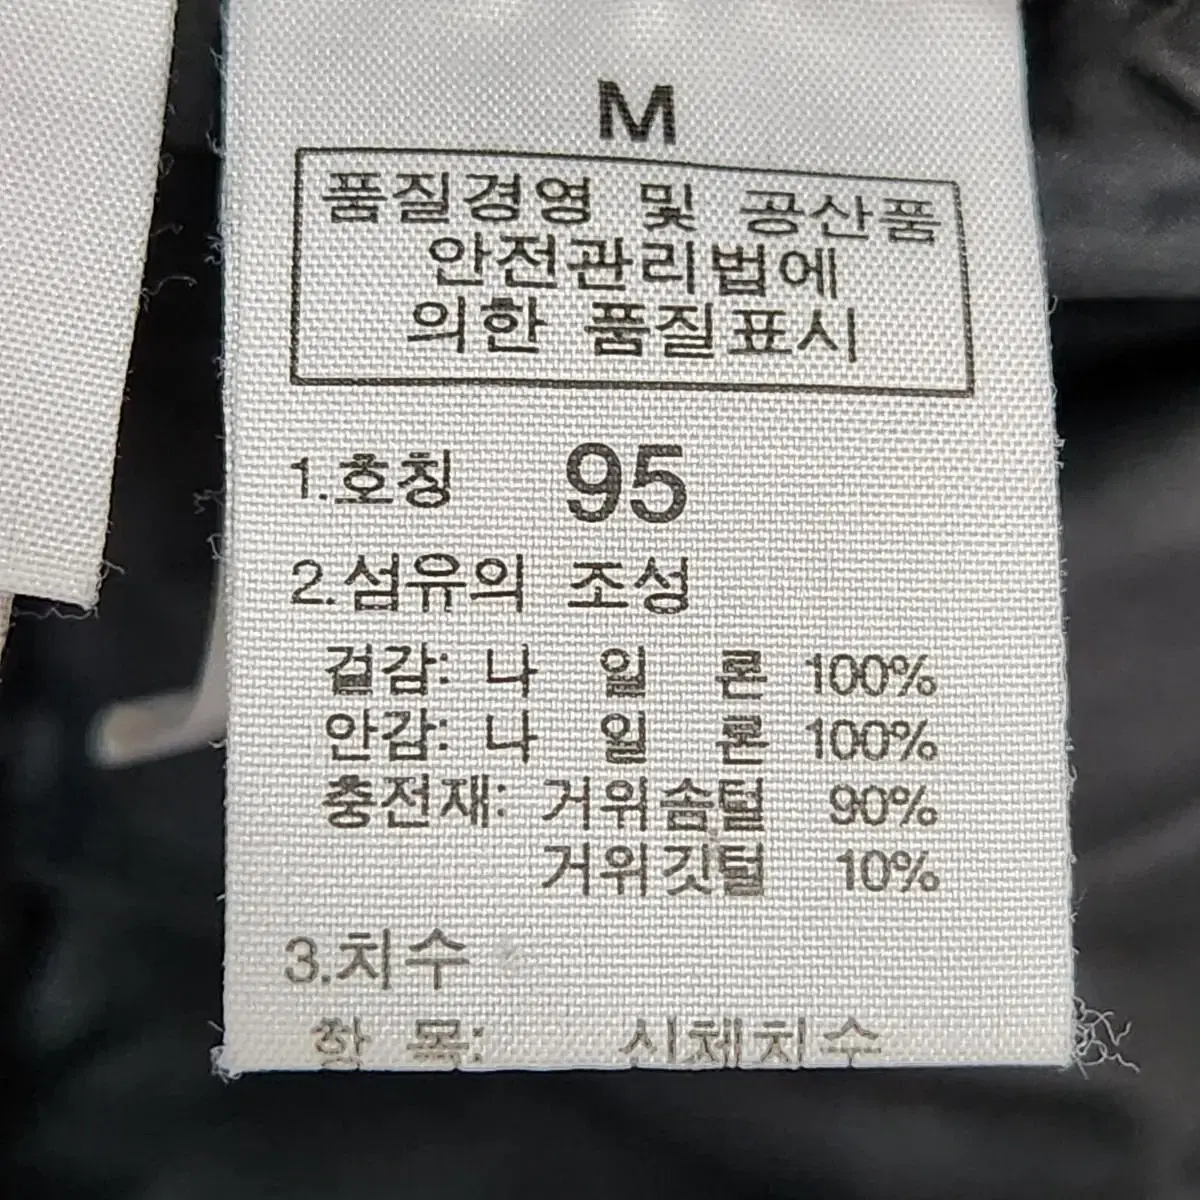 M
품질경영 및 공산품
안전관리법에
의한 품질표시
1.호칭 95
2.섬유의 조성
겉감: 나 일 론 100%
안감: 나 일 론 100%
충전재: 거위솜털 90%
거위깃털 10%
3.치수
항 목: 신체치수